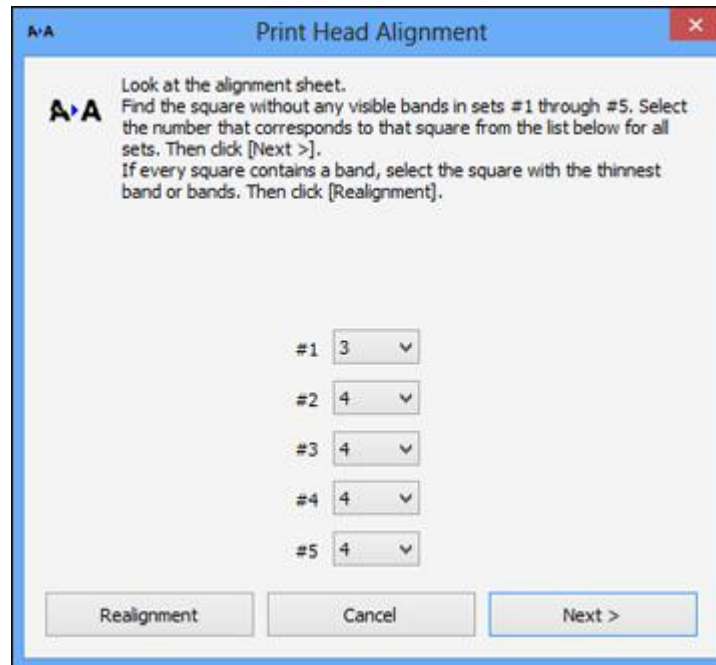 A▸A Print Head Alignment
Look at the alignment sheet.
A▸A Find the square without any visible bands in sets #1 through #5. Select
the number that corresponds to that square from the list below for all
sets. Then click [Next >].
If every square contains a band, select the square with the thinnest
band or bands. Then click [Realignment].
#1 3
#2 4
#3 4
#4 4
#5 4
Realignment Cancel Next >